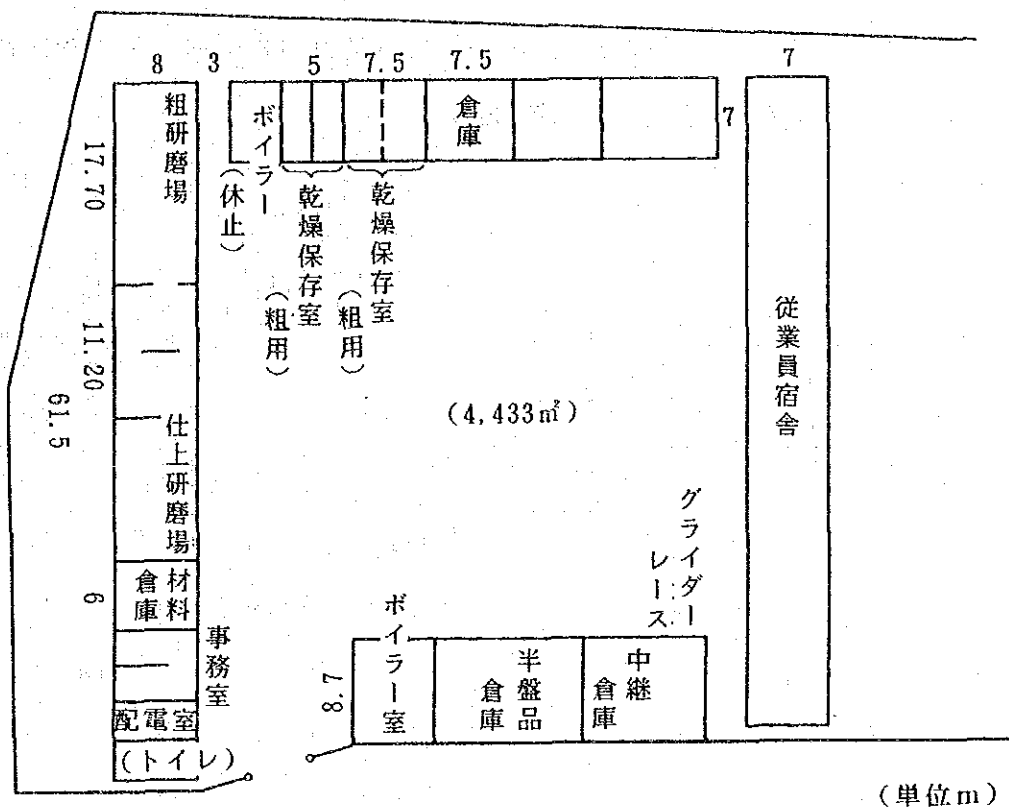 8
3
5
7.5
7.5
7
粗研磨場
ボイラー
(休止)
乾燥保存室
(粗用)
乾燥保存室
(粗用)
倉庫
7
17.70
11.20
61.5
仕上研磨場
(4,433㎡)
従業員宿舎
材料
倉庫
6
事務室
配電室
(トイレ)
8.7
ボイラー室
半盤品
倉庫
中継
倉庫
グライダー
レース
(単位m)